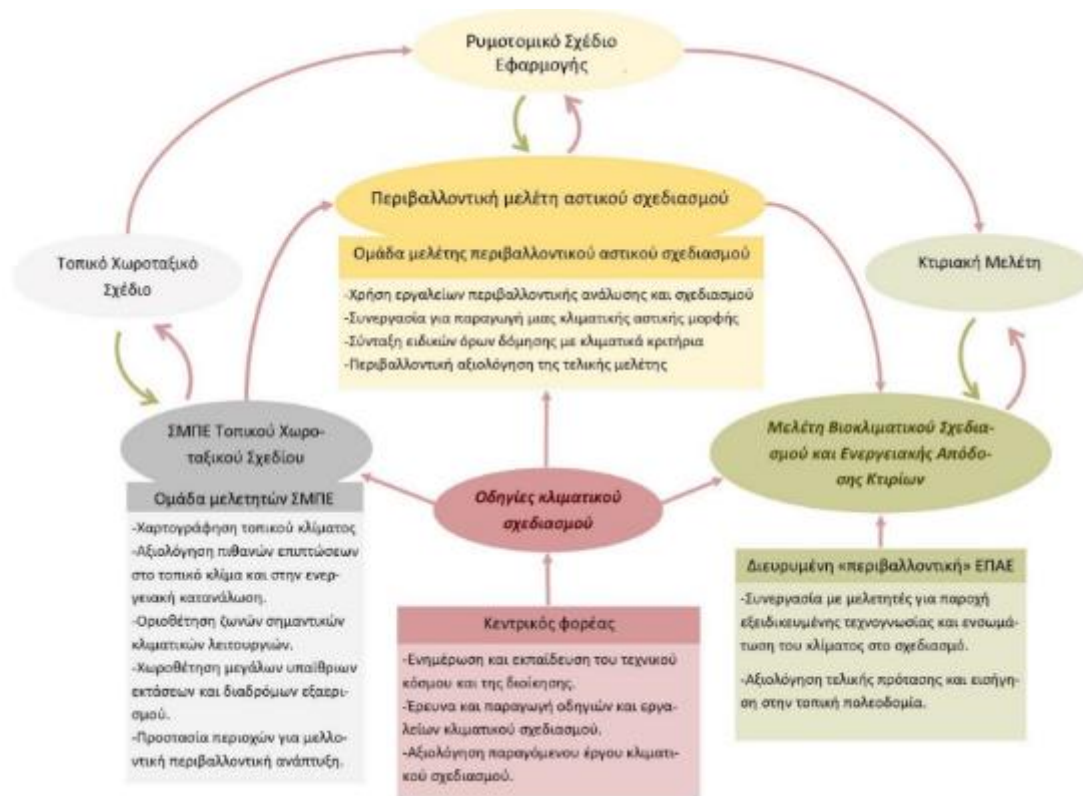 Ρυμοτομικό Σχέδιο
Εφαρμογής
Περιβαλλοντική μελέτη αστικού σχεδιασμού
Ομάδα μελέτης περιβαλλοντικού αστικού σχεδιασμού
-Χρήση εργαλείων περιβαλλοντικής ανάλυσης και σχεδιασμού
-Συνεργασία για παραγωγή μιας κλιματικής αστικής μορφής
-Σύνταξη ειδικών όρων δόμησης με κλιματικά κριτήρια
-Περιβαλλοντική αξιολόγηση της τελικής μελέτης
Τοπικό Χωροταξικό
Σχέδιο
Κτιριακή Μελέτη
ΣΜΠΕ Τοπικού Χωρο-
ταξικού Σχεδίου
Ομάδα μελετητών ΣΜΠΕ
-Χαρτογράφηση τοπικού κλίματος
-Αξιολόγηση πιθανών επιπτώσεων
στο τοπικό κλίμα και στην ενερ-
γειακή κατανάλωση.
-Οριοθέτηση ζωνών σημαντικών
κλιματικών λειτουργιών.
-Χωροθέτηση μεγάλων υπαίθριων
εκτάσεων και διαδρόμων εξαερι-
σμού.
-Προστασία περιοχών για μελλο-
ντική περιβαλλοντική ανάπτυξη.
Οδηγίες κλιματικού
σχεδιασμού
Κεντρικός φορέας
-Ενημέρωση και εκπαίδευση του τεχνικού
κόσμου και της διοίκησης.
-Έρευνα και παραγωγή οδηγιών και εργα-
λείων κλιματικού σχεδιασμού.
-Αξιολόγηση παραγόμενου έργου κλιματι-
κού σχεδιασμού.
Μελέτη Βιοκλιματικού Σχεδια-
σμού και Ενεργειακής Απόδο-
σης Κτιρίων
Διευρυμένη «περιβαλλοντική» ΕΠΑΕ
-Συνεργασία με μελετητές για παροχή
εξειδικευμένης τεχνογνωσίας και ενσωμά-
τωση του κλίματος στο σχεδιασμό.
-Αξιολόγηση τελικής πρότασης και εισήγη-
ση στην τοπική πολεοδομία.